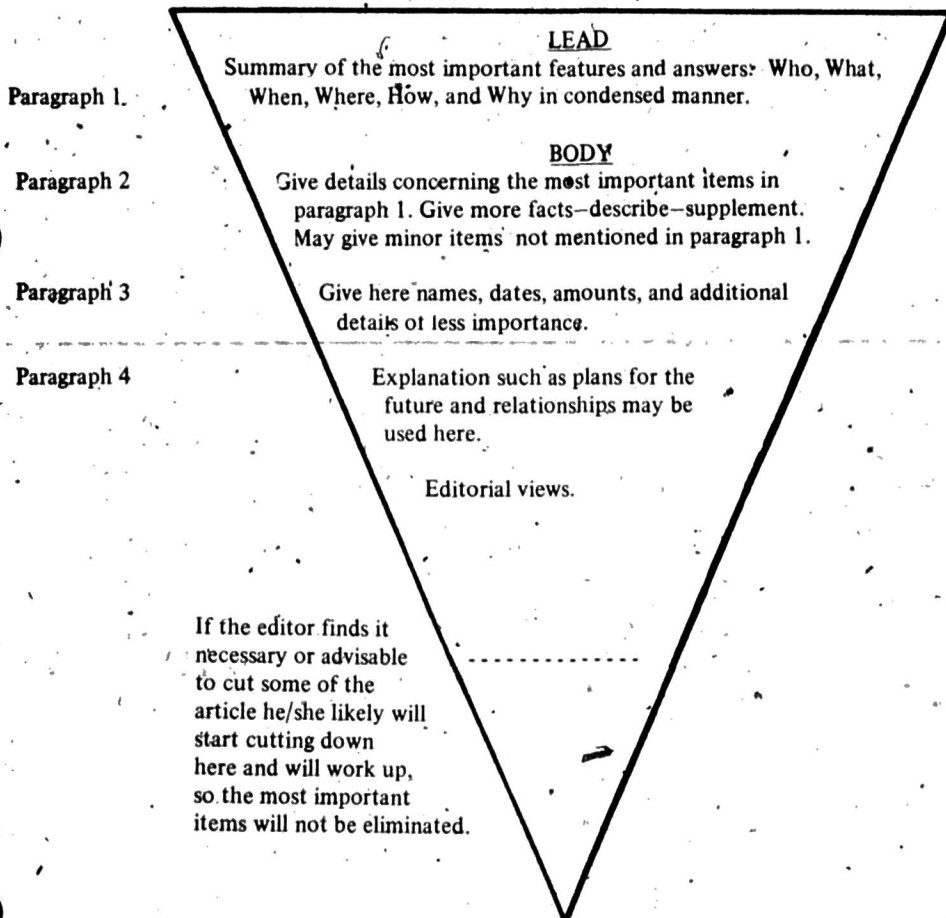 LEAD
Summary of the most important features and answers: Who, What,
Paragraph 1. When, Where, How, and Why in condensed manner.
BODY
Paragraph 2 Give details concerning the most important items in
paragraph 1. Give more facts–describe–supplement.
May give minor items not mentioned in paragraph 1.
Paragraph 3 Give here names, dates, amounts, and additional
details of less importance.
Paragraph 4 Explanation such as plans for the
future and relationships may be
used here.
Editorial views.
If the editor finds it
necessary or advisable
to cut some of the
article he/she likely will
start cutting down
here and will work up,
so the most important
items will not be eliminated.